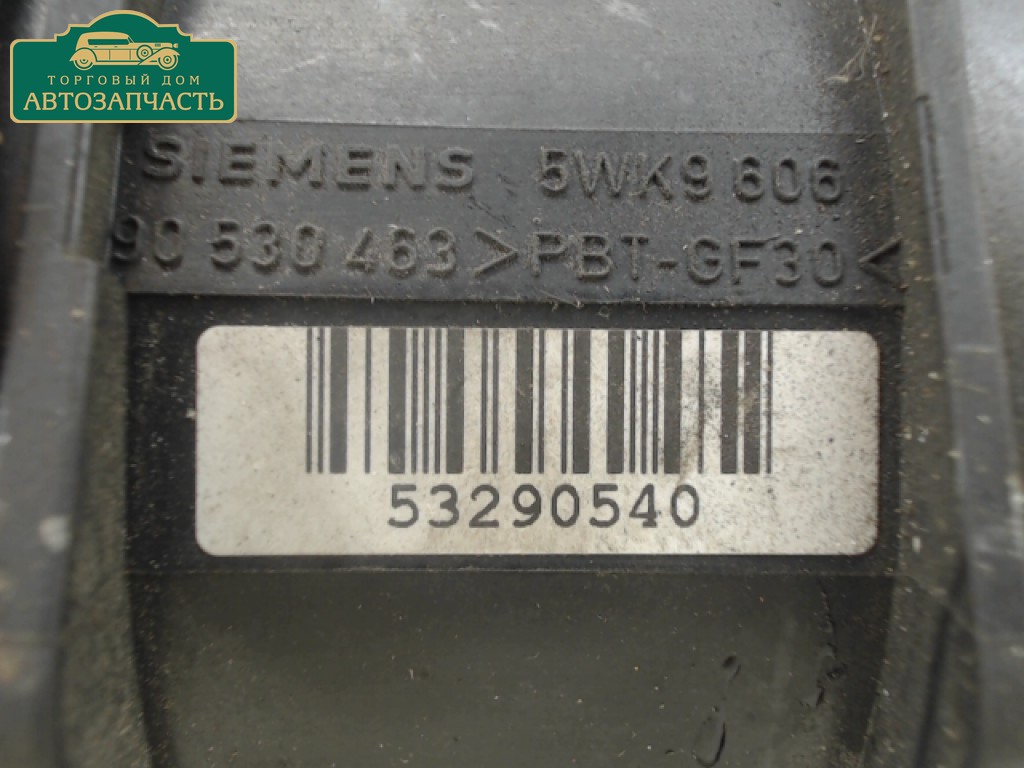 ТОРГОВЫЙ ДОМ
АВТОЗАПЧАСТЬ
SIEMENS 5WK9 606
90 530 463 >PBT-GF30<
53290540